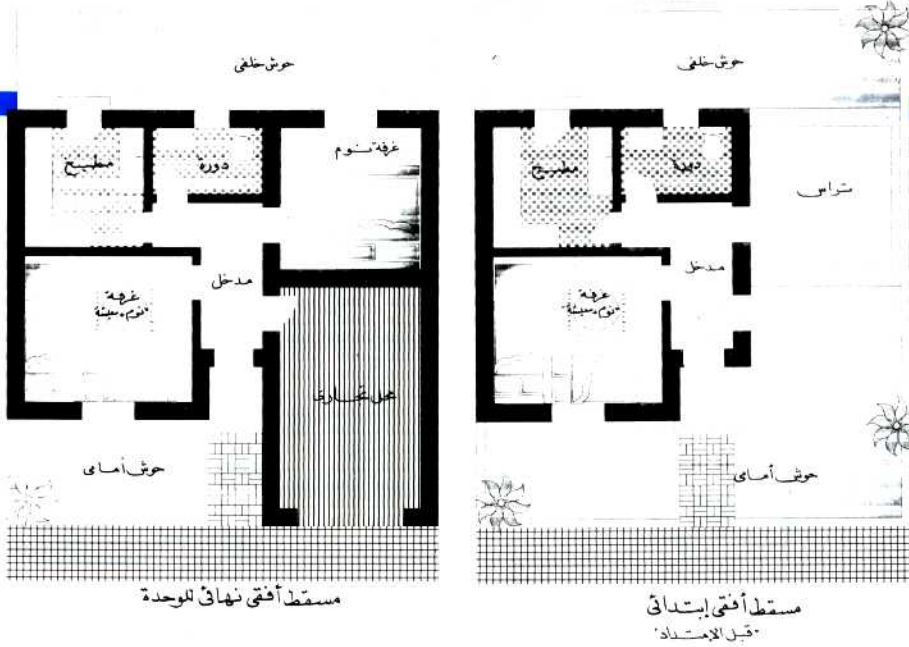 حوش خلفى
دورة
تراس
مطبخ
مدخل
غرفة
"نوم، معيشة"
حوش أمامى
مسقط أفقى إبتدائى
"قبل الإمتداد"
حوش خلفى
غرفة نوم
دورة
مطبخ
مدخل
غرفة
"نوم، معيشة"
محل تجارى
حوش أمامى
مسقط أفقى نهائى للوحدة